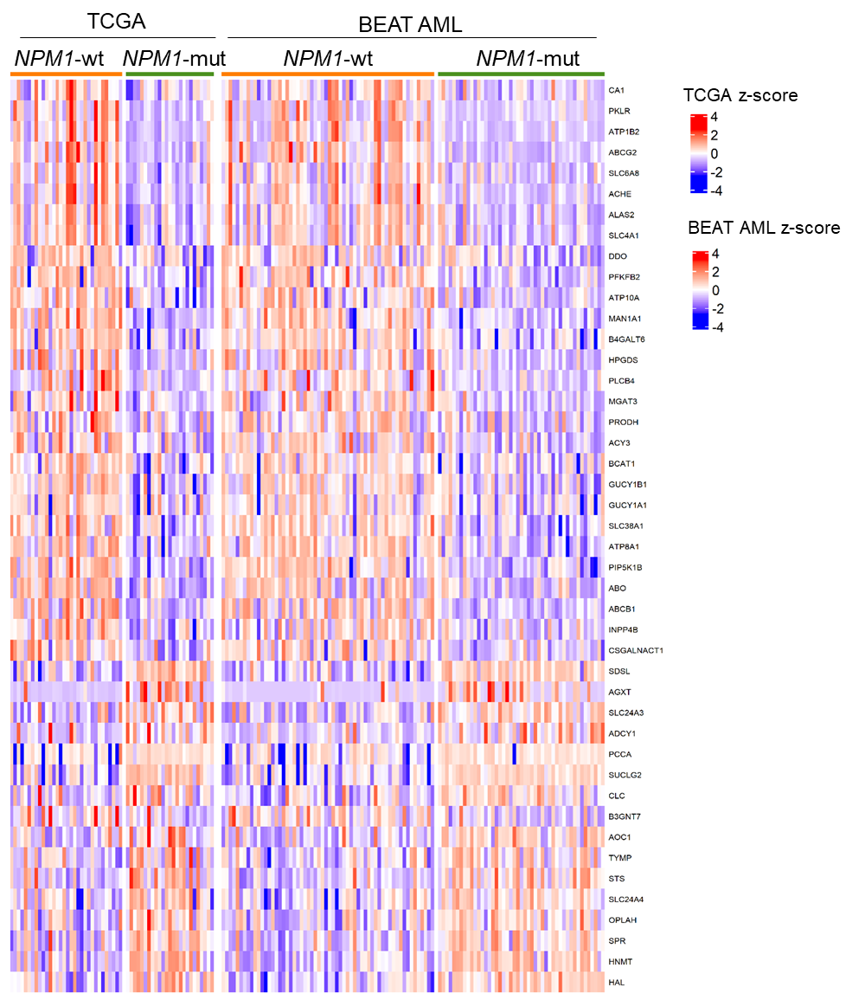 TCGA
BEAT AML
NPM1-wt
NPM1-mut
NPM1-wt
NPM1-mut
CA1
PKLR
ATP1B2
ABCG2
SLC6A8
ACHE
ALAS2
SLC4A1
DDO
PFKFB2
ATP10A
MAN1A1
B4GALT6
HPGDS
PLCB4
MGAT3
PRODH
ACY3
BCAT1
GUCY1B1
GUCY1A1
SLC38A1
ATP8A1
PIP5K1B
ABO
ABCB1
INPP4B
CSGALNACT1
SDSL
AGXT
SLC24A3
ADCY1
PCCA
SUCLG2
CLC
B3GNT7
AOC1
TYMP
STS
SLC24A4
OPLAH
SPR
HNMT
HAL
TCGA z-score
4
2
0
-2
-4
BEAT AML z-score
4
2
0
-2
-4